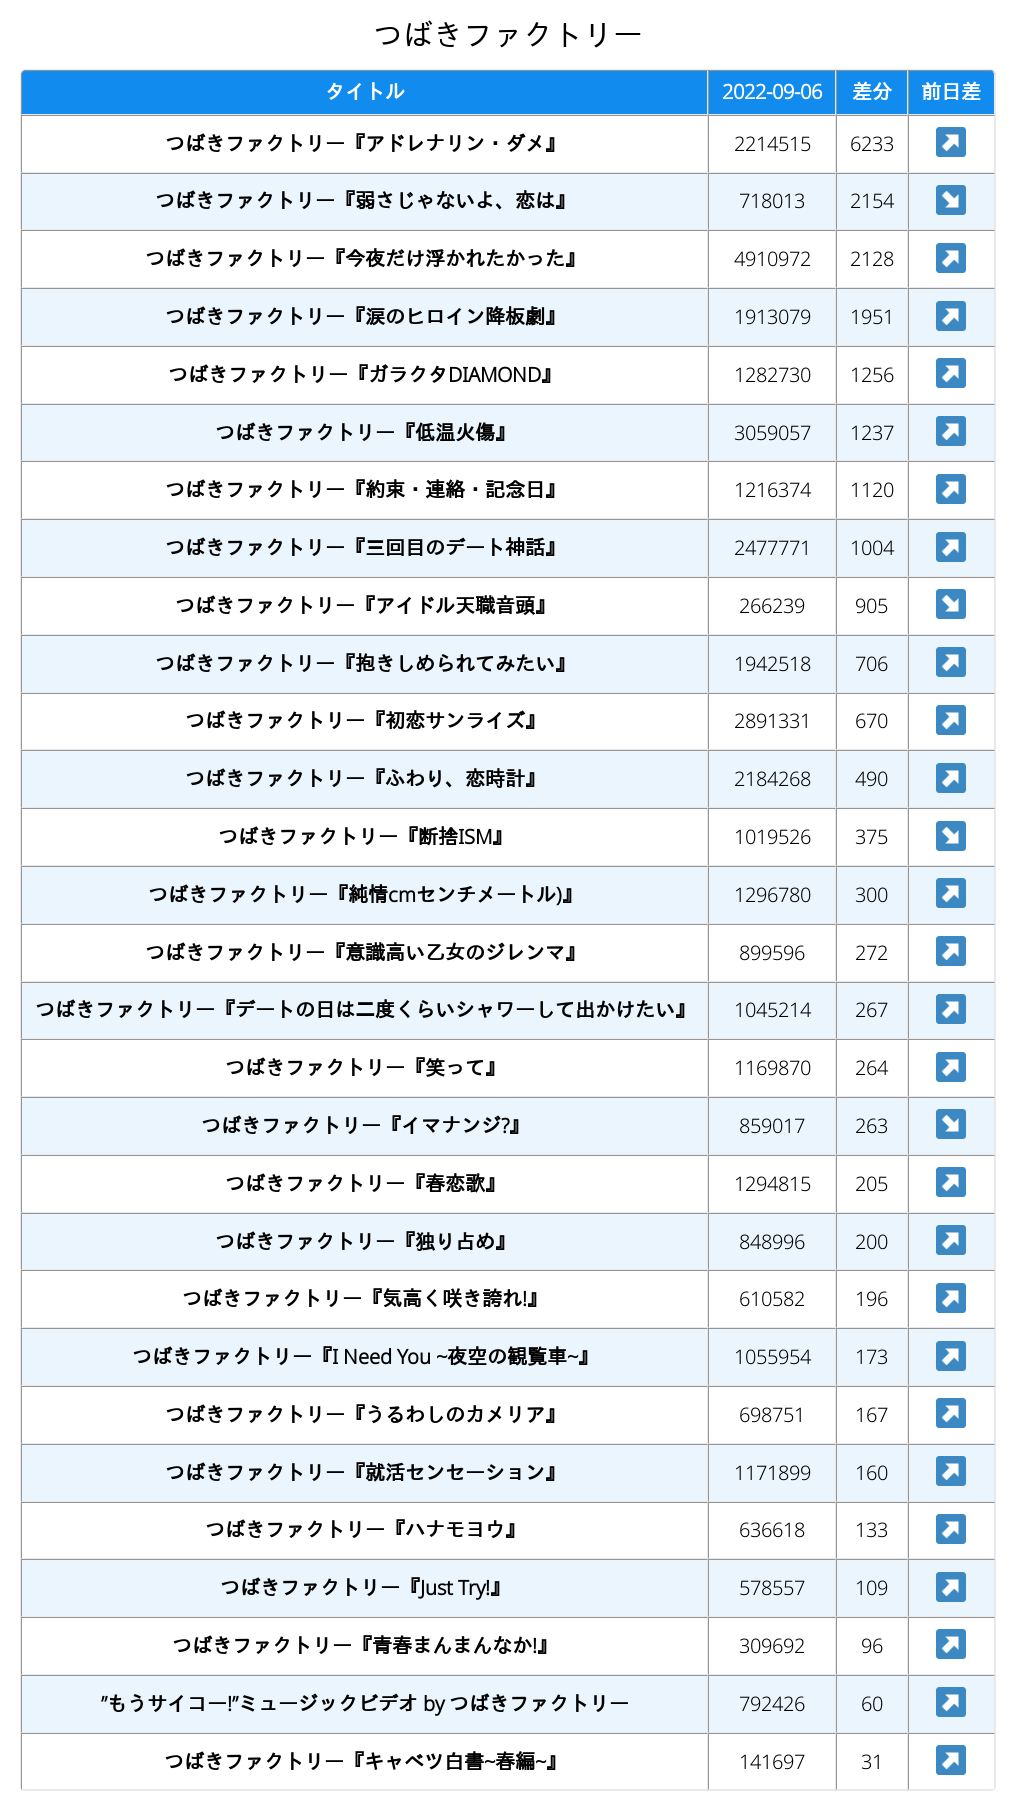 つばきファクトリー
タイトル 2022-09-06 差分 前日差
つばきファクトリー『アドレナリン・ダメ』 2214515 6233 ↗
つばきファクトリー『弱さじゃないよ、恋は』 718013 2154 ↘
つばきファクトリー『今夜だけ浮かれたかった』 4910972 2128 ↗
つばきファクトリー『涙のヒロイン降板劇』 1913079 1951 ↗
つばきファクトリー『ガラクタDIAMOND』 1282730 1256 ↗
つばきファクトリー『低温火傷』 3059057 1237 ↗
つばきファクトリー『約束・連絡・記念日』 1216374 1120 ↗
つばきファクトリー『三回目のデート神話』 2477771 1004 ↗
つばきファクトリー『アイドル天職音頭』 266239 905 ↘
つばきファクトリー『抱きしめられてみたい』 1942518 706 ↗
つばきファクトリー『初恋サンライズ』 2891331 670 ↗
つばきファクトリー『ふわり、恋時計』 2184268 490 ↗
つばきファクトリー『断捨ISM』 1019526 375 ↘
つばきファクトリー『純情cmセンチメートル)』 1296780 300 ↗
つばきファクトリー『意識高い乙女のジレンマ』 899596 272 ↗
つばきファクトリー『デートの日は二度くらいシャワーして出かけたい』 1045214 267 ↗
つばきファクトリー『笑って』 1169870 264 ↗
つばきファクトリー『イマナンジ?』 859017 263 ↘
つばきファクトリー『春恋歌』 1294815 205 ↗
つばきファクトリー『独り占め』 848996 200 ↗
つばきファクトリー『気高く咲き誇れ!』 610582 196 ↗
つばきファクトリー『I Need You ~夜空の観覧車~』 1055954 173 ↗
つばきファクトリー『うるわしのカメリア』 698751 167 ↗
つばきファクトリー『就活センセーション』 1171899 160 ↗
つばきファクトリー『ハナモヨウ』 636618 133 ↗
つばきファクトリー『Just Try!』 578557 109 ↗
つばきファクトリー『青春まんまんなか!』 309692 96 ↗
”もうサイコー!”ミュージックビデオ by つばきファクトリー 792426 60 ↗
つばきファクトリー『キャベツ白書~春編~』 141697 31 ↗